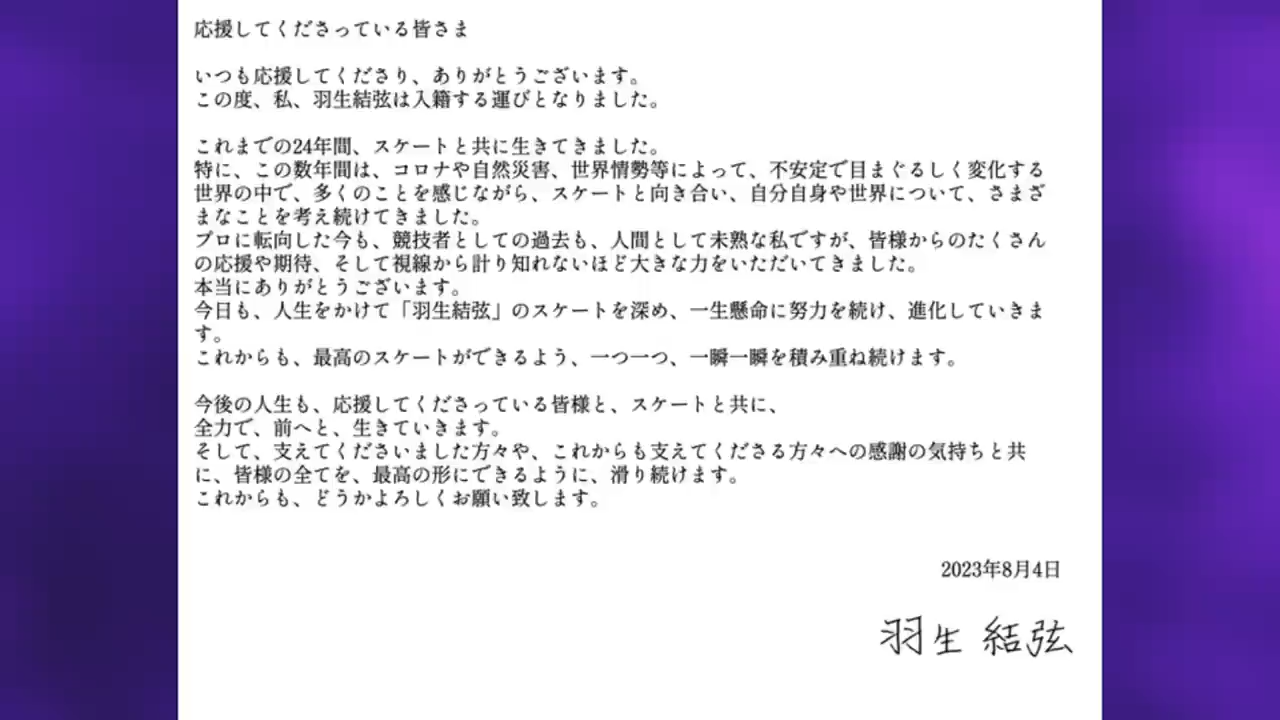 応援してくださっている皆さま
いつも応援してくださり、ありがとうございます。
この度、私、羽生結弦は入籍する運びとなりました。
これまでの24年間、スケートと共に生きてきました。
特に、この数年間は、コロナや自然災害、世界情勢等によって、不安定で目まぐるしく変化する
世界の中で、多くのことを感じながら、スケートと向き合い、自分自身や世界について、さまざ
まなことを考え続けてきました。
プロに転向した今も、競技者としての過去も、人間として未熟な私ですが、皆様からのたくさん
の応援や期待、そして視線から計り知れないほど大きな力をいただいてきました。
本当にありがとうございます。
今日も、人生をかけて「羽生結弦」のスケートを深め、一生懸命に努力を続け、進化していきま
す。
これからも、最高のスケートができるよう、一つ一つ、一瞬一瞬を積み重ね続けます。
今後の人生も、応援してくださっている皆様と、スケートと共に、
全力で、前へと、生きていきます。
そして、支えてくださいました方々や、これからも支えてくださる方々への感謝の気持ちと共
に、皆様の全てを、最高の形にできるように、滑り続けます。
これからも、どうかよろしくお願い致します。
2023年8月4日
羽生 結弦